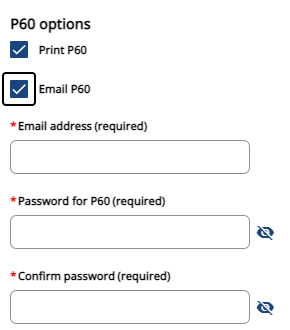 P60 options
Print P60
Email P60
*Email address (required)
*Password for P60 (required)
*Confirm password (required)